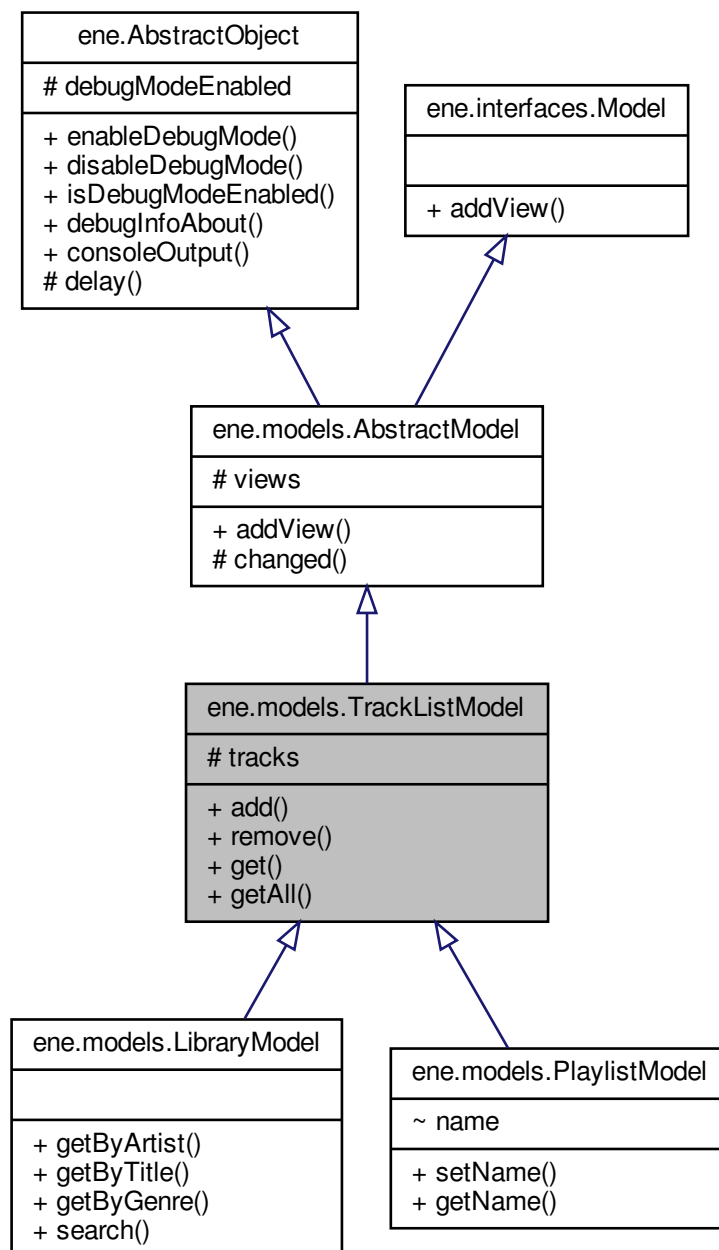 ene.AbstractObject
# debugModeEnabled
+ enableDebugMode()
+ disableDebugMode()
+ isDebugModeEnabled()
+ debugInfoAbout()
+ consoleOutput()
# delay()
ene.interfaces.Model
+ addView()
ene.models.AbstractModel
# views
+ addView()
# changed()
ene.models.TrackListModel
# tracks
+ add()
+ remove()
+ get()
+ getAll()
ene.models.LibraryModel
+ getByArtist()
+ getByTitle()
+ getByGenre()
+ search()
ene.models.PlaylistModel
~ name
+ setName()
+ getName()